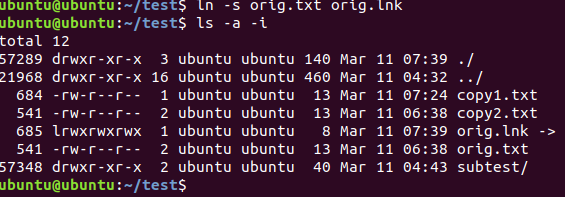 ubuntu@ubuntu:~/test$ ln -s orig.txt orig.lnk
ubuntu@ubuntu:~/test$ ls -a -i
total 12
57289 drwxr-xr-x 3 ubuntu ubuntu 140 Mar 11 07:39 ./
21968 drwxr-xr-x 16 ubuntu ubuntu 460 Mar 11 04:32 ../
684 -rw-r--r-- 1 ubuntu ubuntu 13 Mar 11 07:24 copy1.txt
541 -rw-r--r-- 2 ubuntu ubuntu 13 Mar 11 06:38 copy2.txt
685 lrwxrwxrwx 1 ubuntu ubuntu 8 Mar 11 07:39 orig.lnk ->
541 -rw-r--r-- 2 ubuntu ubuntu 13 Mar 11 06:38 orig.txt
57348 drwxr-xr-x 2 ubuntu ubuntu 40 Mar 11 04:43 subtest/
ubuntu@ubuntu:~/test$